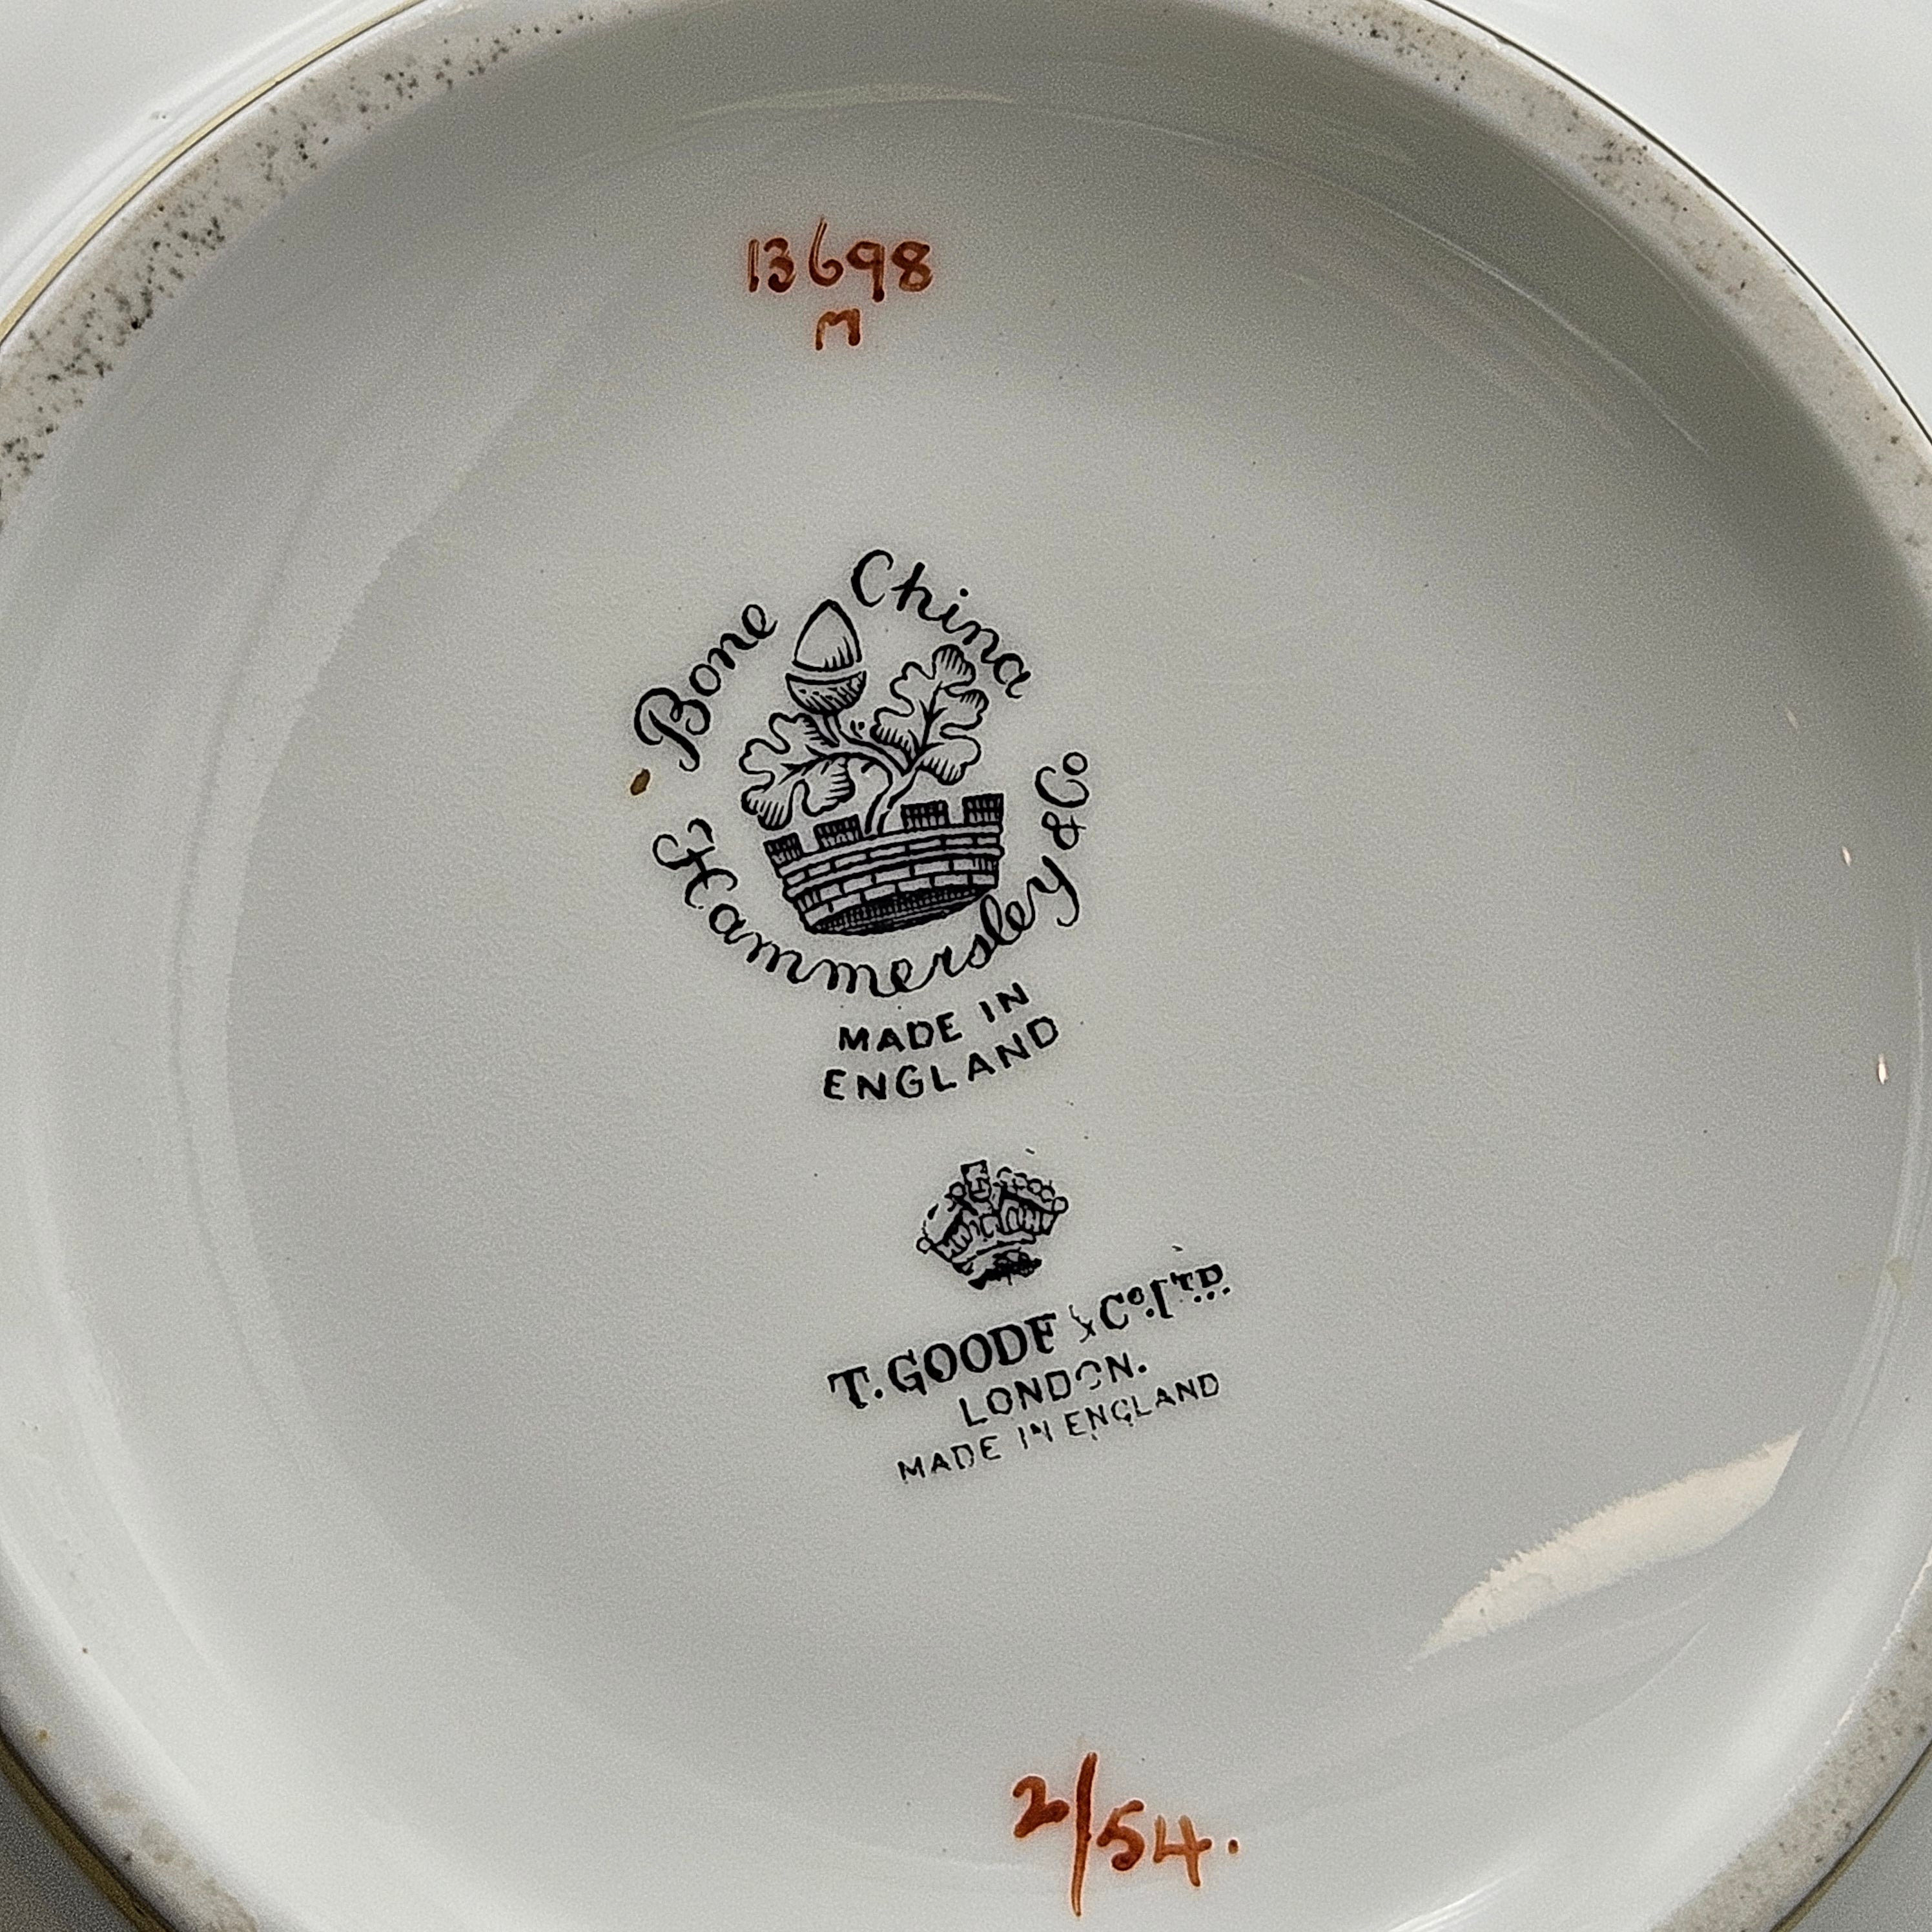 13698
M
Bone China
Hammersley & Co
MADE IN
ENGLAND
T. GOODE & Co. LTD.
LONDON.
MADE IN ENGLAND
2/54.